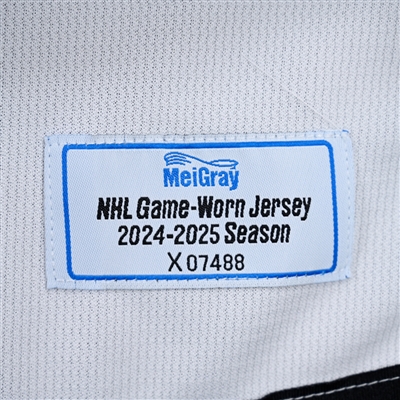 MeiGray
NHL Game-Worn Jersey
2024-2025 Season
X 07488